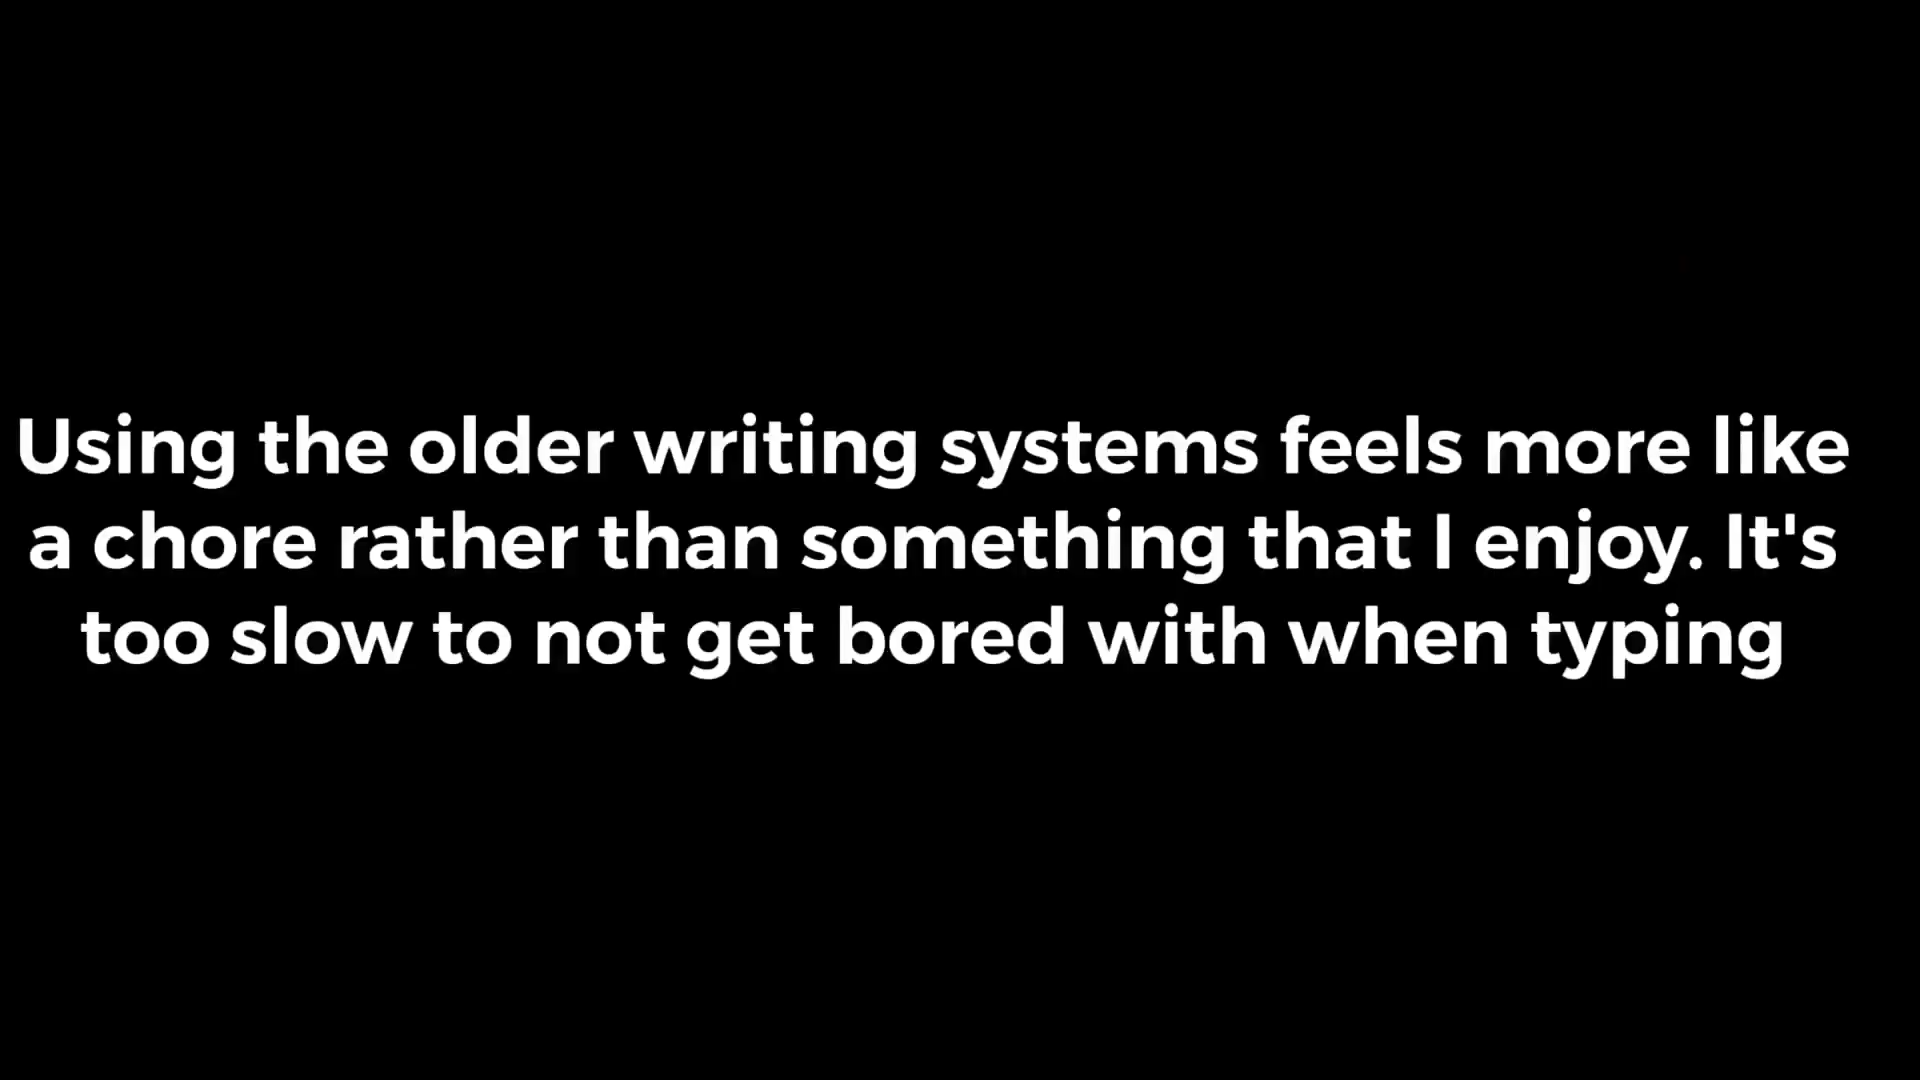 Using the older writing systems feels more like
a chore rather than something that I enjoy. It's
too slow to not get bored with when typing